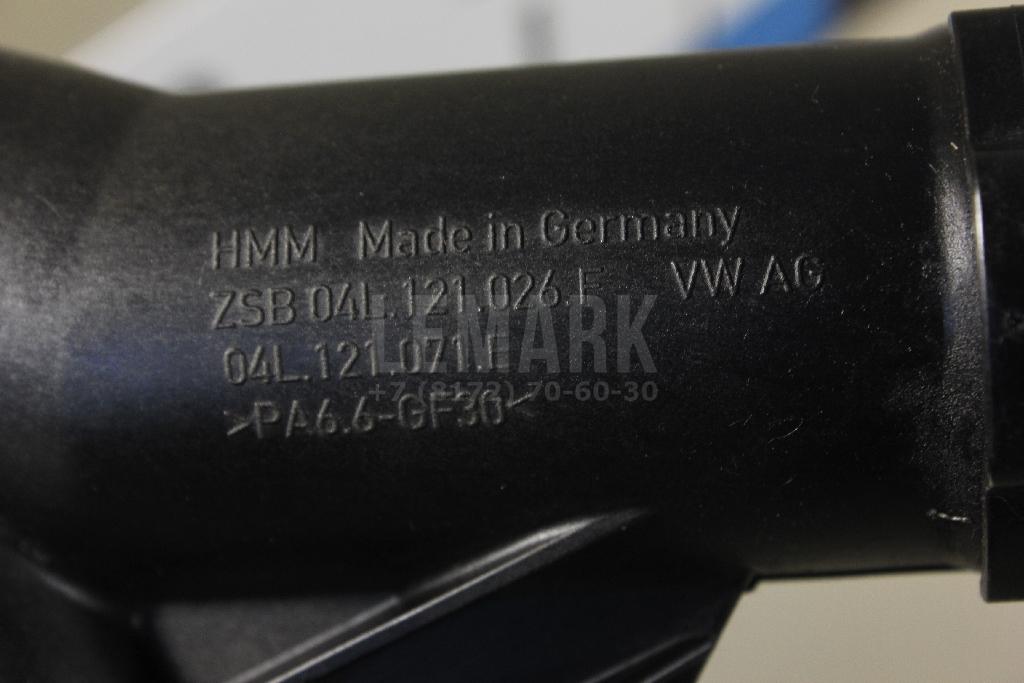 HMM Made in Germany
ZSB 04L.121.026.F VW AG
LEMARK
04L.121.071.E
+7 (8172) 70-60-30
>PA6.6-GF30<